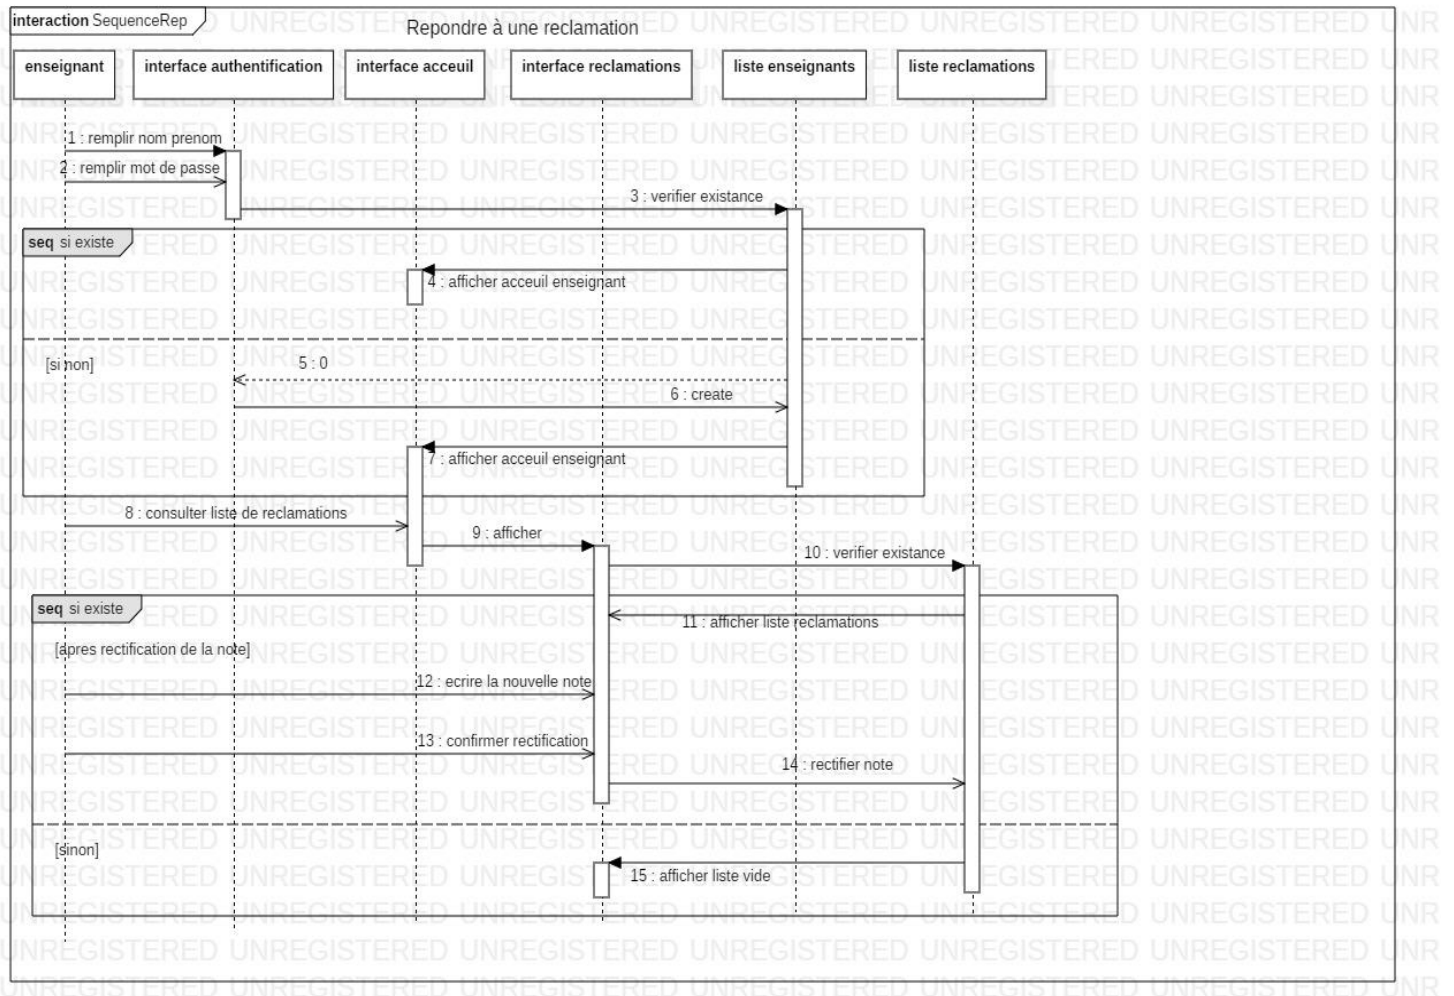 interaction SequenceRep
Repondre à une reclamation
enseignant
interface authentification
interface acceuil
interface reclamations
liste enseignants
liste reclamations
1 : remplir nom prenom
2 : remplir mot de passe
3 : verifier existance
seq si existe
4 : afficher acceuil enseignant
[si non]
5 : 0
6 : create
7 : afficher acceuil enseignant
8 : consulter liste de reclamations
9 : afficher
10 : verifier existance
seq si existe
11 : afficher liste reclamations
[apres rectification de la note]
12 : ecrire la nouvelle note
13 : confirmer rectification
14 : rectifier note
[sinon]
15 : afficher liste vide
UNREGISTERED